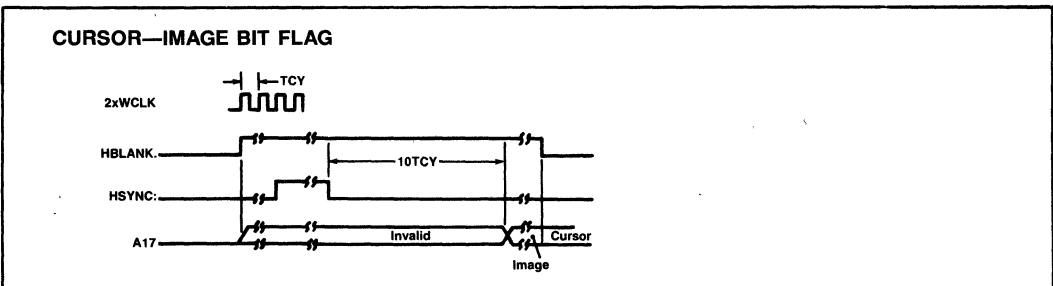 CURSOR—IMAGE BIT FLAG
TCY
2xWCLK
HBLANK.
10TCY
HSYNC:
A17
Invalid
Cursor
Image